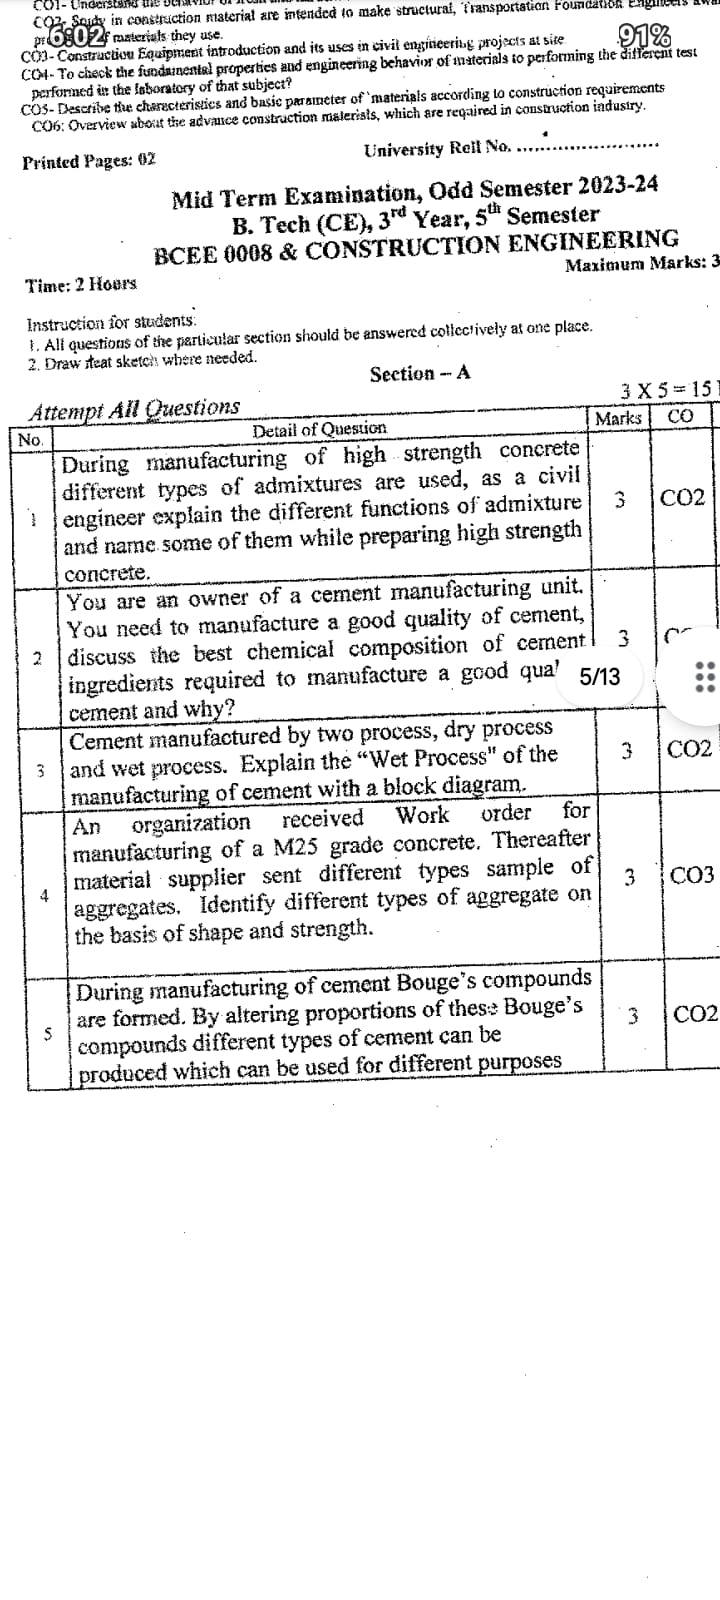 CO1- Understand the
CO2- Study in construction material are intended to make structural, Transportation Foundation Engineers
6:02 materials they use. 91%
CO3- Construction Equipment introduction and its uses in civil engineering projects at site
CO4- To check the fundamental properties and engineering behavior of materials to performing the different test
performed in the laboratory of that subject?
CO5- Describe the characteristics and basic parameter of 'materials according to construction requirements
CO6: Overview about the advance construction materials, which are required in construction industry.
Printed Pages: 02
University Roll No. ..........................
Mid Term Examination, Odd Semester 2023-24
B. Tech (CE), 3rd Year, 5th Semester
BCEE 0008 & CONSTRUCTION ENGINEERING
Time: 2 Hours
Maximum Marks: 3
Instruction for students:
1. All questions of the particular section should be answered collectively at one place.
2. Draw neat sketch where needed.
Section – A
Attempt All Questions
3 X 5 = 15
No. Detail of Question Marks CO
1 During manufacturing of high strength concrete
different types of admixtures are used, as a civil
engineer explain the different functions of admixture 3 CO2
and name some of them while preparing high strength
concrete.
2 You are an owner of a cement manufacturing unit.
You need to manufacture a good quality of cement,
discuss the best chemical composition of cement 3
ingredients required to manufacture a good 5/13
cement and why?
3 Cement manufactured by two process, dry process
and wet process. Explain the “Wet Process" of the 3 CO2
manufacturing of cement with a block diagram.
4 An organization received Work order for
manufacturing of a M25 grade concrete. Thereafter
material supplier sent different types sample of 3 CO3
aggregates. Identify different types of aggregate on
the basis of shape and strength.
5 During manufacturing of cement Bouge’s compounds
are formed. By altering proportions of these Bouge’s 3 CO2
compounds different types of cement can be
produced which can be used for different purposes